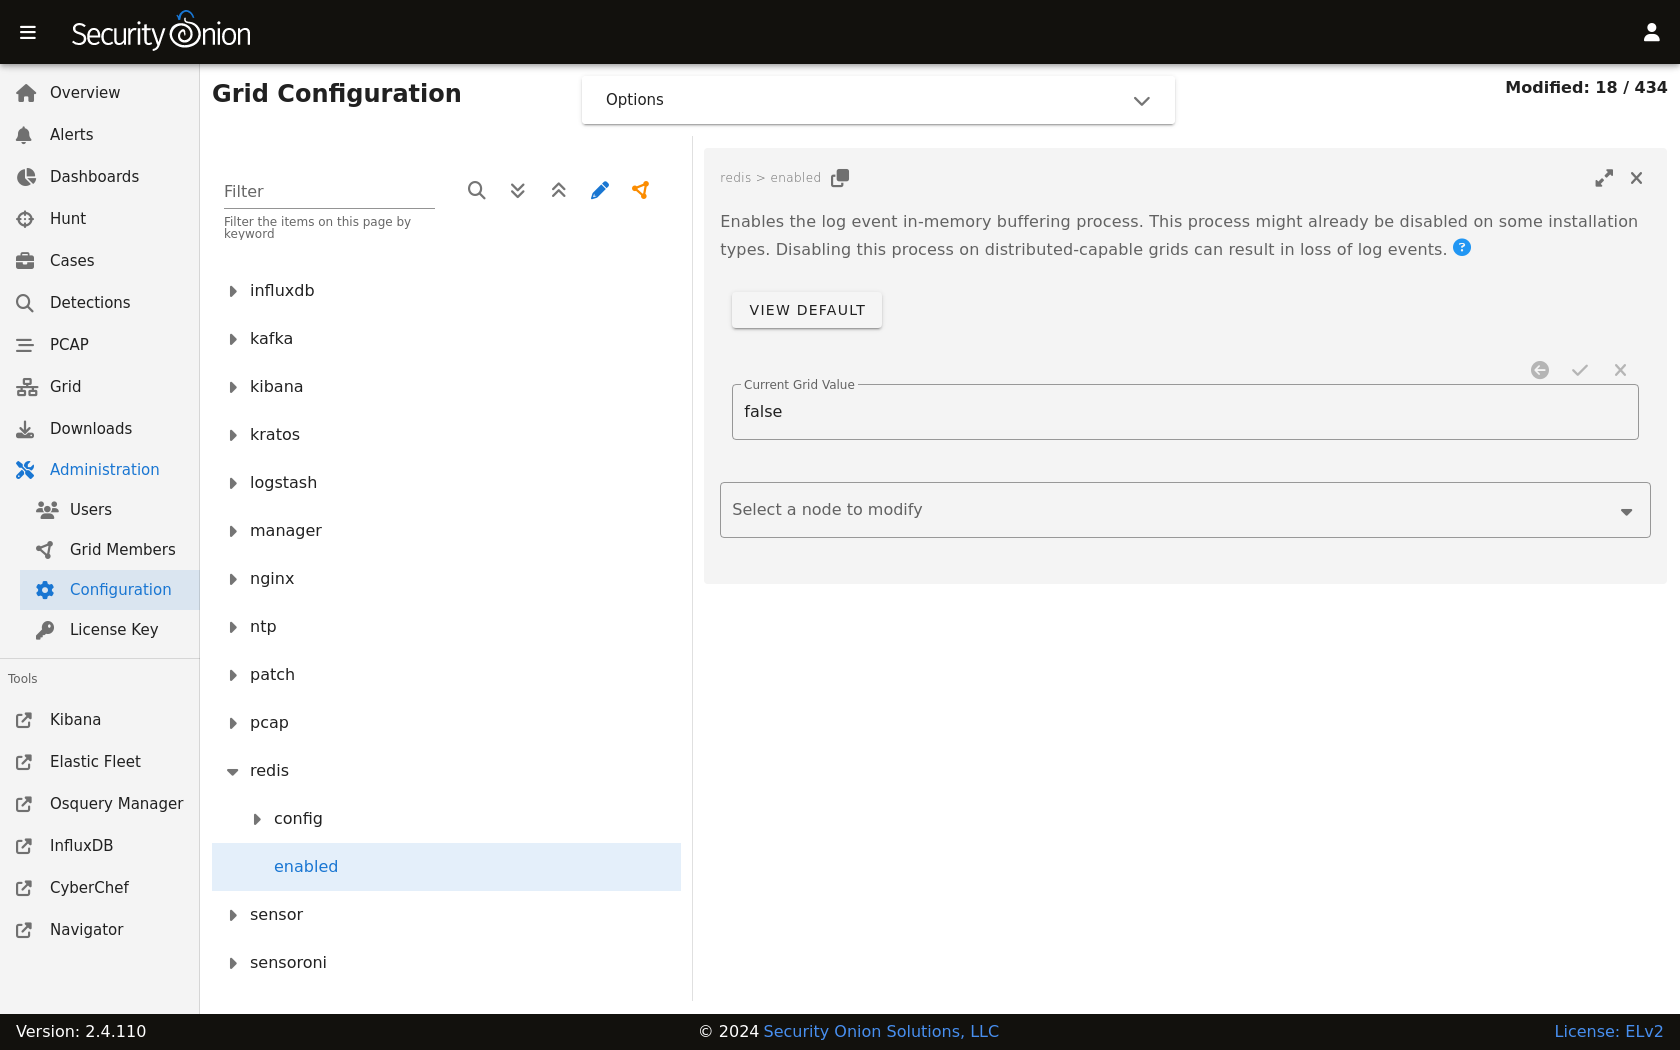 Security Onion
Overview
Alerts
Dashboards
Hunt
Cases
Detections
PCAP
Grid
Downloads
Administration
Users
Grid Members
Configuration
License Key
Tools
Kibana
Elastic Fleet
Osquery Manager
InfluxDB
CyberChef
Navigator
Grid Configuration
Options
Modified: 18 / 434
Filter
Filter the items on this page by
keyword
influxdb
kafka
kibana
kratos
logstash
manager
nginx
ntp
patch
pcap
redis
config
enabled
sensor
sensoroni
redis > enabled
Enables the log event in-memory buffering process. This process might already be disabled on some installation
types. Disabling this process on distributed-capable grids can result in loss of log events. ?
VIEW DEFAULT
Current Grid Value
false
Select a node to modify
Version: 2.4.110
© 2024 Security Onion Solutions, LLC
License: ELv2